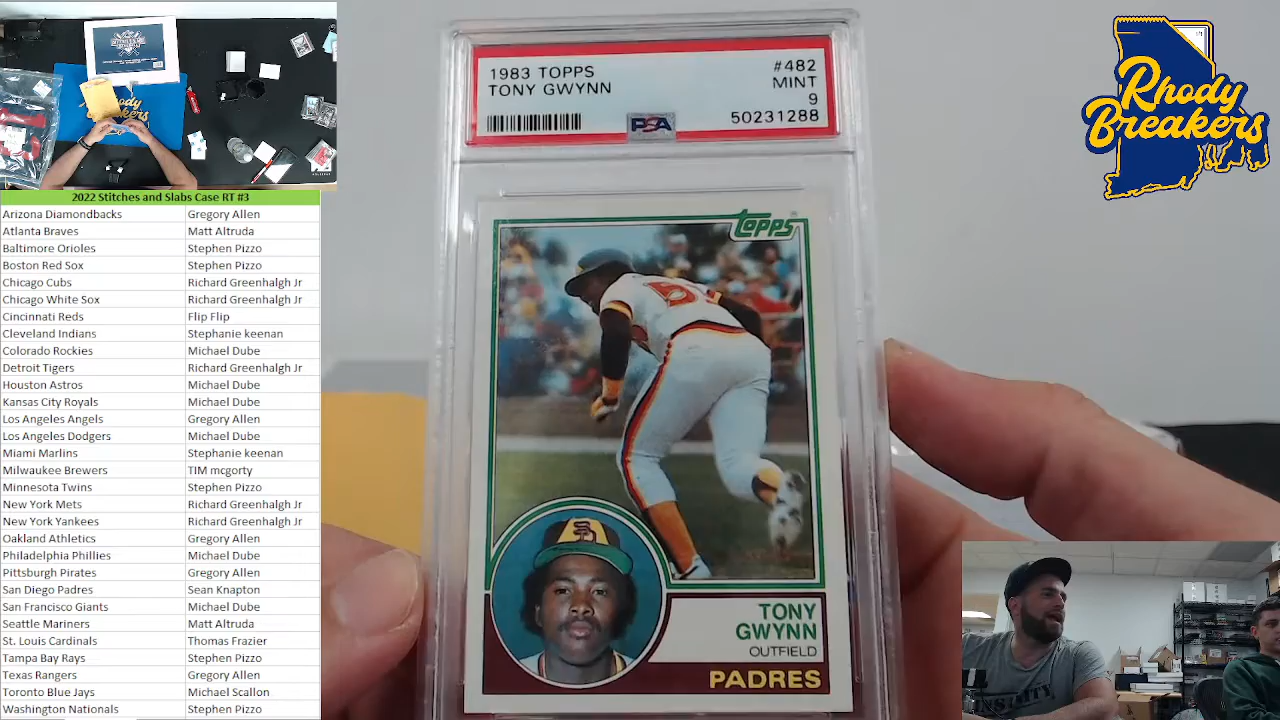 2022 Stitches and Slabs Case RT #3
Arizona Diamondbacks Gregory Allen
Atlanta Braves Matt Altruda
Baltimore Orioles Stephen Pizzo
Boston Red Sox Stephen Pizzo
Chicago Cubs Richard Greenhalgh Jr
Chicago White Sox Richard Greenhalgh Jr
Cincinnati Reds Flip Flip
Cleveland Indians Stephanie keenan
Colorado Rockies Michael Dube
Detroit Tigers Richard Greenhalgh Jr
Houston Astros Michael Dube
Kansas City Royals Michael Dube
Los Angeles Angels Gregory Allen
Los Angeles Dodgers Michael Dube
Miami Marlins Stephanie keenan
Milwaukee Brewers TIM mcgorty
Minnesota Twins Stephen Pizzo
New York Mets Richard Greenhalgh Jr
New York Yankees Richard Greenhalgh Jr
Oakland Athletics Gregory Allen
Philadelphia Phillies Michael Dube
Pittsburgh Pirates Gregory Allen
San Diego Padres Sean Knapton
San Francisco Giants Michael Dube
Seattle Mariners Matt Altruda
St. Louis Cardinals Thomas Frazier
Tampa Bay Rays Stephen Pizzo
Texas Rangers Gregory Allen
Toronto Blue Jays Michael Scallon
Washington Nationals Stephen Pizzo
1983 TOPPS #482
TONY GWYNN MINT
9
PSA 50231288
Topps
TONY
GWYNN
OUTFIELD
PADRES
Rhody
Breakers
Rhody